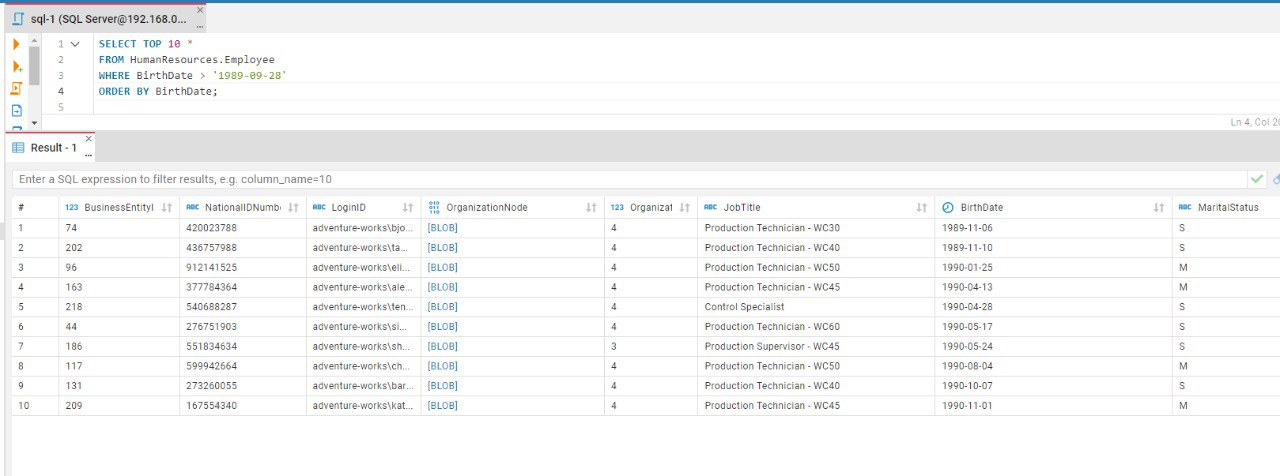 sql-1 (SQL Server@192.168.0... × ...
1 SELECT TOP 10 *
2 FROM HumanResources.Employee
3 WHERE BirthDate > '1989-09-28'
4 ORDER BY BirthDate;
5
Ln 4, Col 20
Result - 1 × ...
Enter a SQL expression to filter results, e.g. column_name=10
# 123 BusinessEntityI ABC NationalIDNumbe ABC LoginID OrganizationNode 123 Organizat ABC JobTitle BirthDate ABC MaritalStatus
1 74 420023788 adventure-works\bjo... [BLOB] 4 Production Technician - WC30 1989-11-06 S
2 202 436757988 adventure-works\ta... [BLOB] 4 Production Technician - WC40 1989-11-10 S
3 96 912141525 adventure-works\eli... [BLOB] 4 Production Technician - WC50 1990-01-25 M
4 163 377784364 adventure-works\ale... [BLOB] 4 Production Technician - WC45 1990-04-13 M
5 218 540688287 adventure-works\ten... [BLOB] 4 Control Specialist 1990-04-28 S
6 44 276751903 adventure-works\si... [BLOB] 4 Production Technician - WC60 1990-05-17 S
7 186 551834634 adventure-works\sh... [BLOB] 3 Production Supervisor - WC45 1990-05-24 S
8 117 599942664 adventure-works\ch... [BLOB] 4 Production Technician - WC50 1990-08-04 M
9 131 273260055 adventure-works\bar... [BLOB] 4 Production Technician - WC40 1990-10-07 S
10 209 167554340 adventure-works\kat... [BLOB] 4 Production Technician - WC45 1990-11-01 M